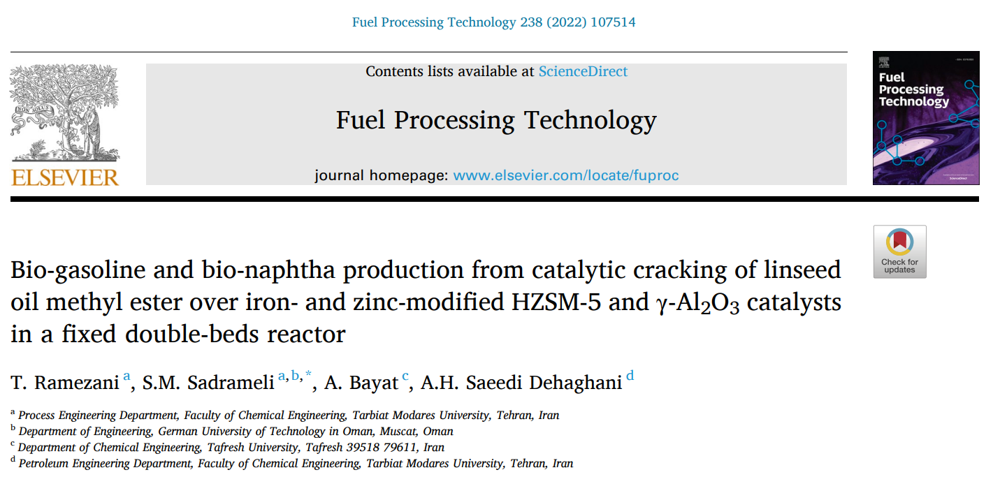 Fuel Processing Technology 238 (2022) 107514
Contents lists available at ScienceDirect
Fuel Processing Technology
journal homepage: www.elsevier.com/locate/fuproc
NON SOLUS
ELSEVIER
Fuel
Processing
Technology
ScienceDirect
Check for
updates
Bio-gasoline and bio-naphtha production from catalytic cracking of linseed
oil methyl ester over iron- and zinc-modified HZSM-5 and γ-Al₂O₃ catalysts
in a fixed double-beds reactor
T. Ramezani ᵃ, S.M. Sadrameli ᵃ,ᵇ,*, A. Bayat ᶜ, A.H. Saeedi Dehaghani ᵈ
ᵃ Process Engineering Department, Faculty of Chemical Engineering, Tarbiat Modares University, Tehran, Iran
ᵇ Department of Engineering, German University of Technology in Oman, Muscat, Oman
ᶜ Department of Chemical Engineering, Tafresh University, Tafresh 39518 79611, Iran
ᵈ Petroleum Engineering Department, Faculty of Chemical Engineering, Tarbiat Modares University, Tehran, Iran